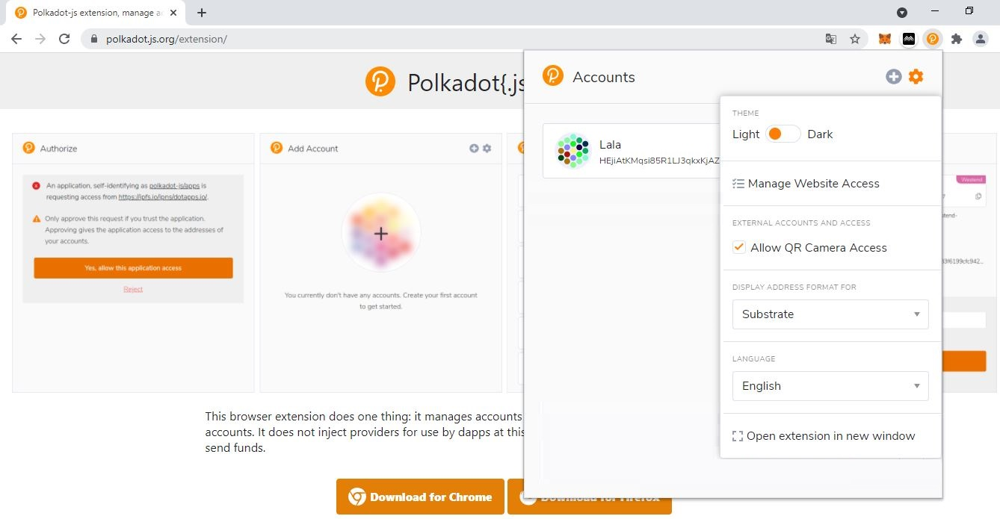 Polkadot-js extension, manage ac
polkadot.js.org/extension/
Polkadot{.js
Authorize
An application, self-identifying as polkadot-js/apps is
requesting access from https://ipfs.io/ipns/dotapps.io/.
Only approve this request if you trust the application.
Approving gives the application access to the addresses of
your accounts.
Yes, allow this application access
Reject
Add Account
You currently don't have any accounts. Create your first account
to get started.
Accounts
Lala
HEjiAtKMqsi85R1LJ3qkxKjAZ
THEME
Light Dark
Manage Website Access
EXTERNAL ACCOUNTS AND ACCESS
Allow QR Camera Access
DISPLAY ADDRESS FORMAT FOR
Substrate
LANGUAGE
English
Open extension in new window
Westend
This browser extension does one thing: it manages accounts
accounts. It does not inject providers for use by dapps at this
send funds.
Download for Chrome
Download for Firefox